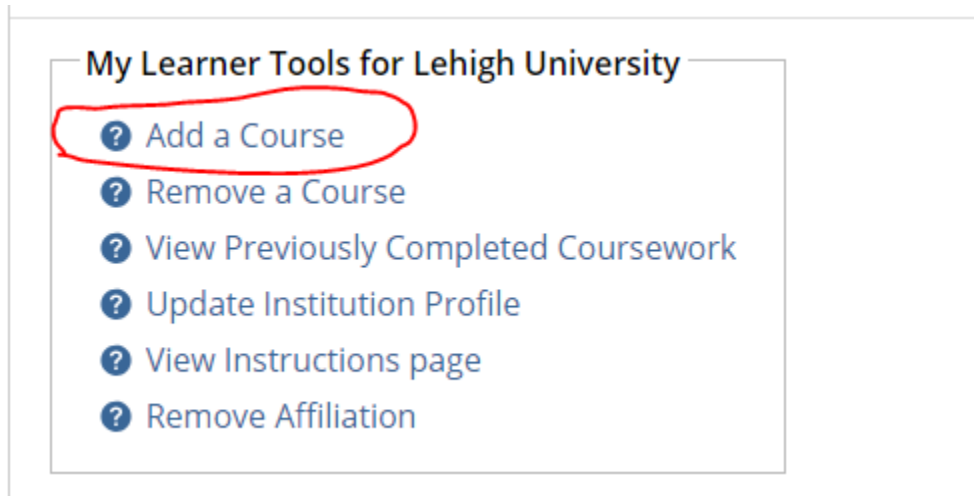 My Learner Tools for Lehigh University
? Add a Course
? Remove a Course
? View Previously Completed Coursework
? Update Institution Profile
? View Instructions page
? Remove Affiliation